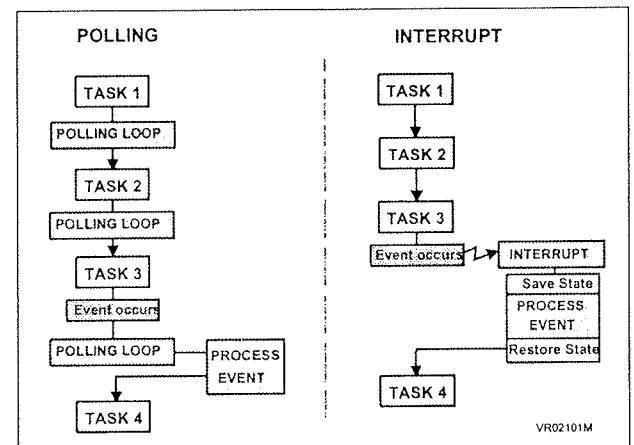 POLLING
TASK 1
POLLING LOOP
TASK 2
POLLING LOOP
TASK 3
Event occurs
POLLING LOOP
PROCESS
EVENT
TASK 4
INTERRUPT
TASK 1
TASK 2
TASK 3
Event occurs
INTERRUPT
Save State
PROCESS
EVENT
Restore State
TASK 4
VR02101M